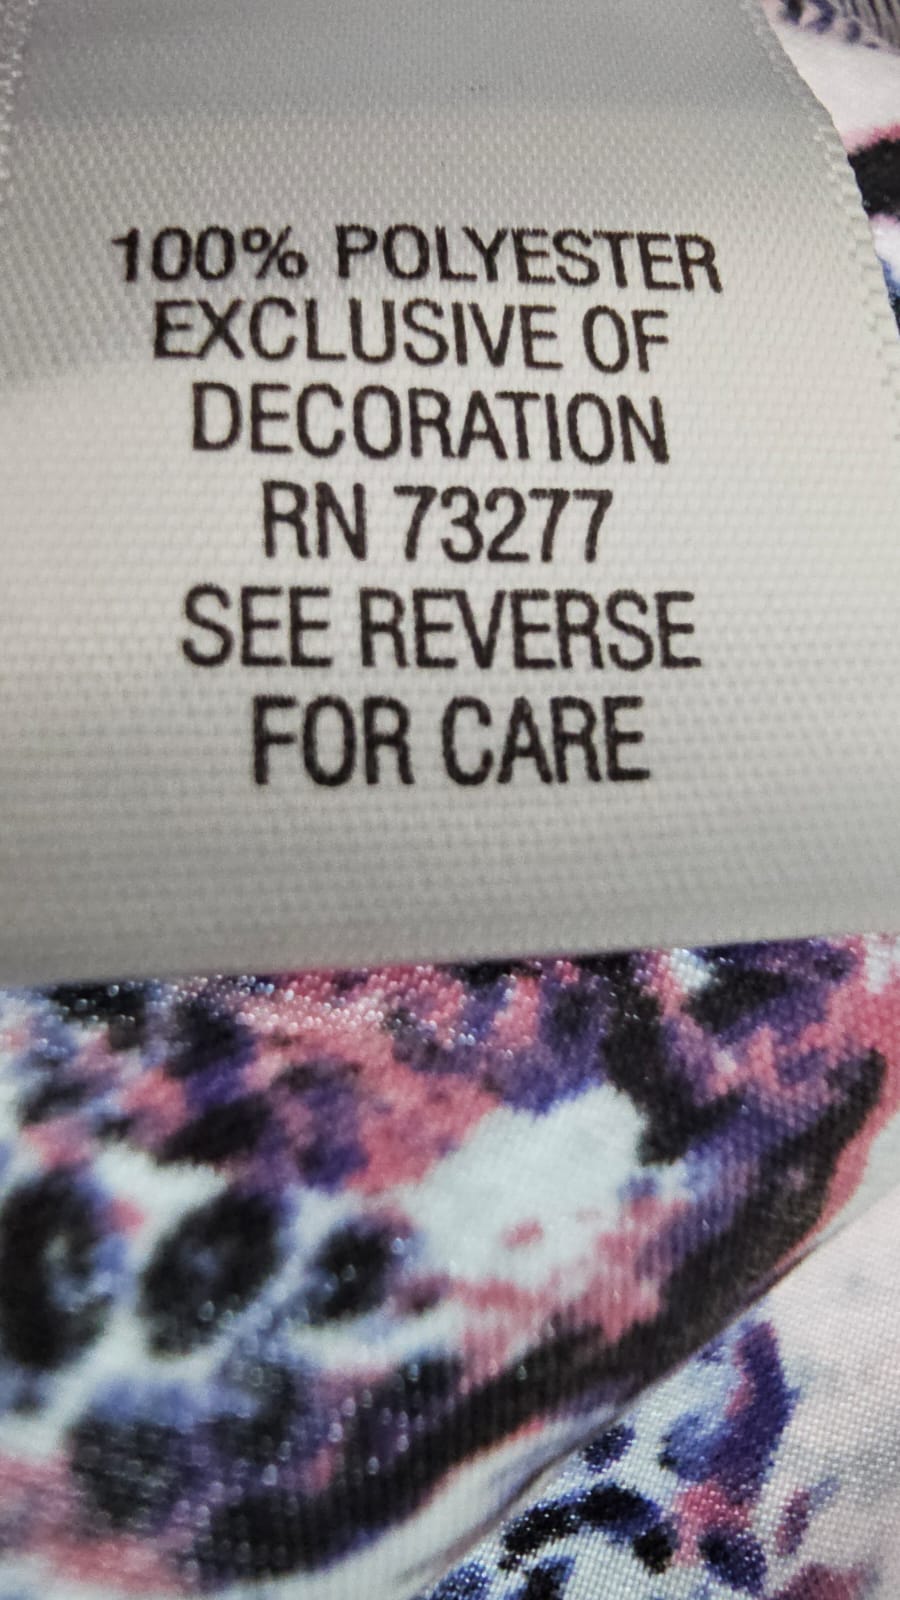 100% POLYESTER
EXCLUSIVE OF
DECORATION
RN 73277
SEE REVERSE
FOR CARE